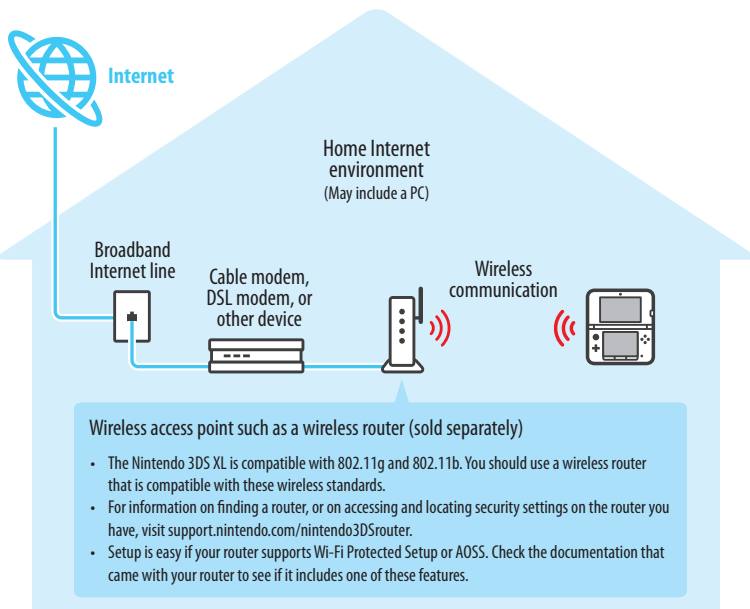 Internet
Home Internet
environment
(May include a PC)
Broadband
Internet line
Cable modem,
DSL modem, or
other device
Wireless
communication
Wireless access point such as a wireless router (sold separately)
• The Nintendo 3DS XL is compatible with 802.11g and 802.11b. You should use a wireless router
that is compatible with these wireless standards.
• For information on finding a router, or on accessing and locating security settings on the router you
have, visit support.nintendo.com/nintendo3DSrouter.
• Setup is easy if your router supports Wi-Fi Protected Setup or AOSS. Check the documentation that
came with your router to see if it includes one of these features.